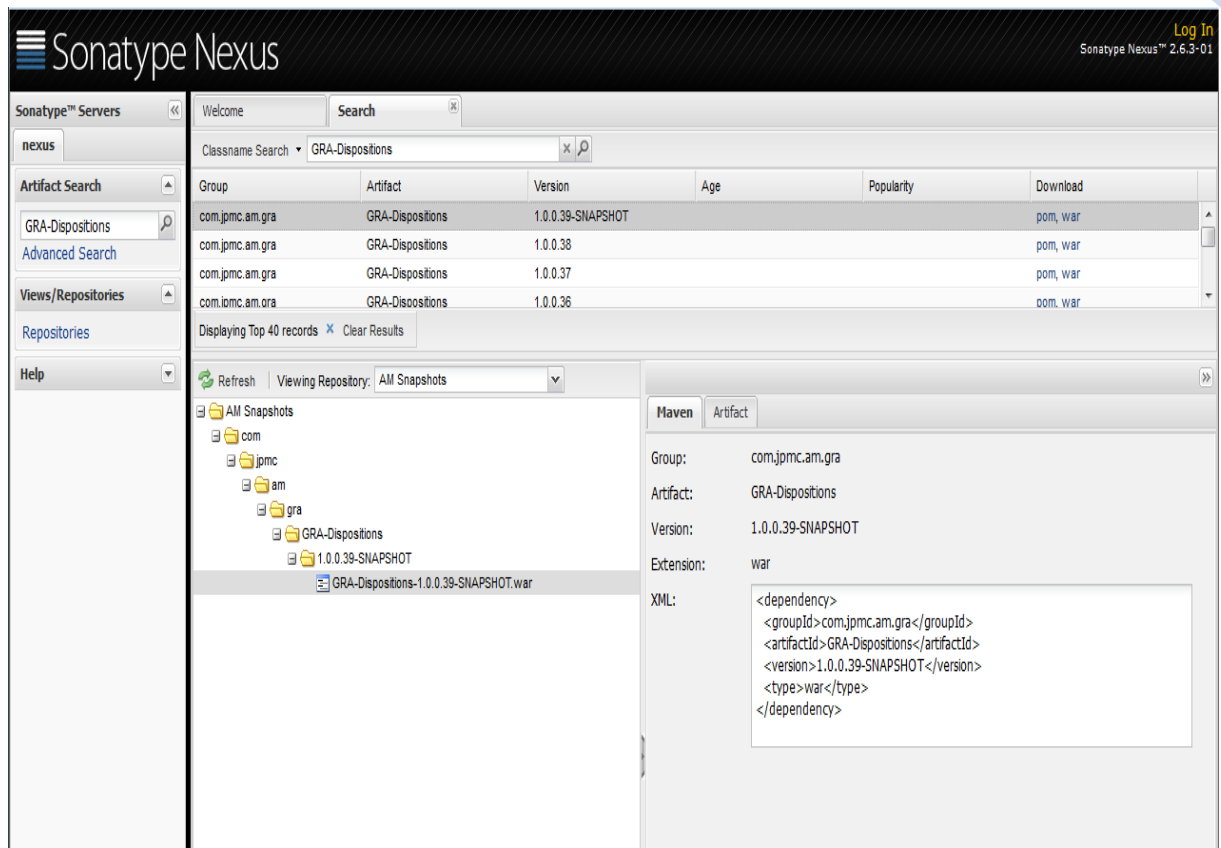 Sonatype Nexus
Log In
Sonatype Nexus™ 2.6.3-01
Sonatype™ Servers
nexus
Artifact Search
GRA-Dispositions
Advanced Search
Views/Repositories
Repositories
Help
Welcome
Search
Classname Search
GRA-Dispositions
Group Artifact Version Age Popularity Download
com.jpmc.am.gra GRA-Dispositions 1.0.0.39-SNAPSHOT pom, war
com.jpmc.am.gra GRA-Dispositions 1.0.0.38 pom, war
com.jpmc.am.gra GRA-Dispositions 1.0.0.37 pom, war
com.jpmc.am.gra GRA-Dispositions 1.0.0.36 pom, war
Displaying Top 40 records Clear Results
Refresh Viewing Repository: AM Snapshots
AM Snapshots
com
jpmc
am
gra
GRA-Dispositions
1.0.0.39-SNAPSHOT
GRA-Dispositions-1.0.0.39-SNAPSHOT.war
Maven Artifact
Group: com.jpmc.am.gra
Artifact: GRA-Dispositions
Version: 1.0.0.39-SNAPSHOT
Extension: war
XML:
<dependency>
<groupId>com.jpmc.am.gra</groupId>
<artifactId>GRA-Dispositions</artifactId>
<version>1.0.0.39-SNAPSHOT</version>
<type>war</type>
</dependency>